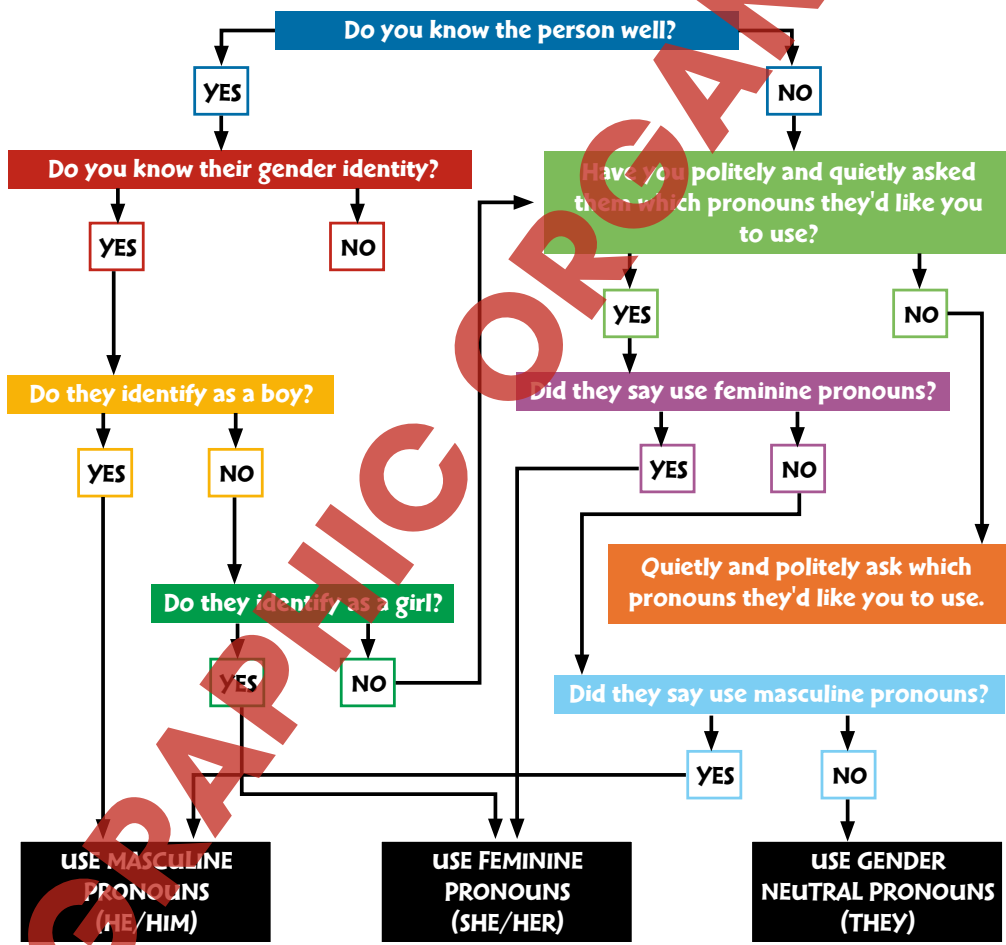 Do you know the person well?
YES
NO
Do you know their gender identity?
Have you politely and quietly asked
them which pronouns they'd like you
to use?
YES
NO
YES
NO
Do they identify as a boy?
Did they say use feminine pronouns?
YES
NO
YES
NO
Quietly and politely ask which
pronouns they'd like you to use.
Do they identify as a girl?
YES
NO
Did they say use masculine pronouns?
YES
NO
USE MASCULINE
PRONOUNS
(HE/HIM)
USE FEMININE
PRONOUNS
(SHE/HER)
USE GENDER
NEUTRAL PRONOUNS
(THEY)
GRAPHIC ORGA